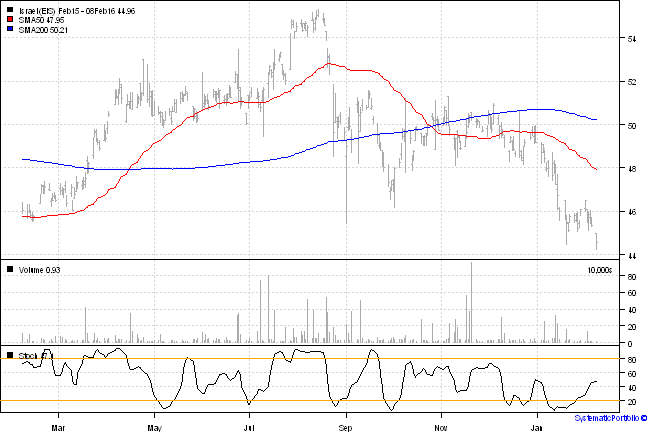 Israel(EIS) Feb15 - 08Feb16 44.96
SMA50 47.95
SMA200 50.21
54
52
50
48
46
44
Volume 0.93
10,000s
80
60
40
20
0
Stoch
80
60
40
20
Mar May Jul Sep Nov Jan
SystematicPortfolio ©